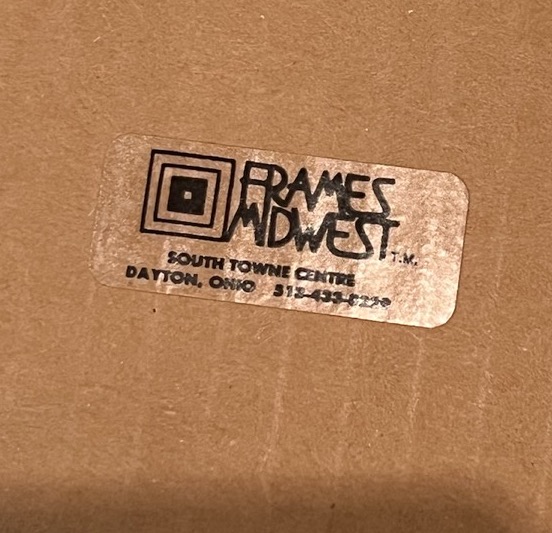 FRAMES
MIDWEST T.M.
SOUTH TOWNE CENTRE
DAYTON, OHIO